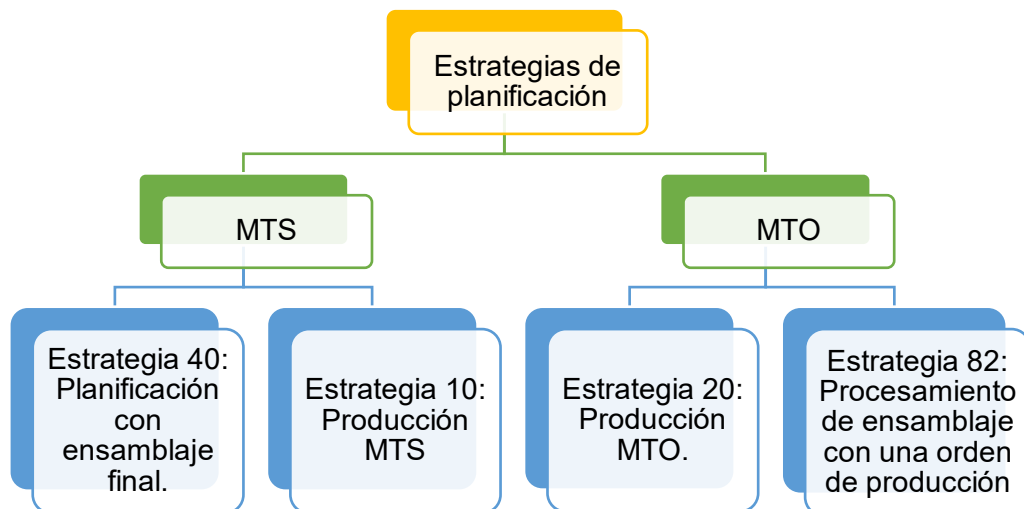 Estrategias de
planificación
MTS
MTO
Estrategia 40:
Planificación
con
ensamblaje
final.
Estrategia 10:
Producción
MTS
Estrategia 20:
Producción
MTO.
Estrategia 82:
Procesamiento
de ensamblaje
con una orden
de producción